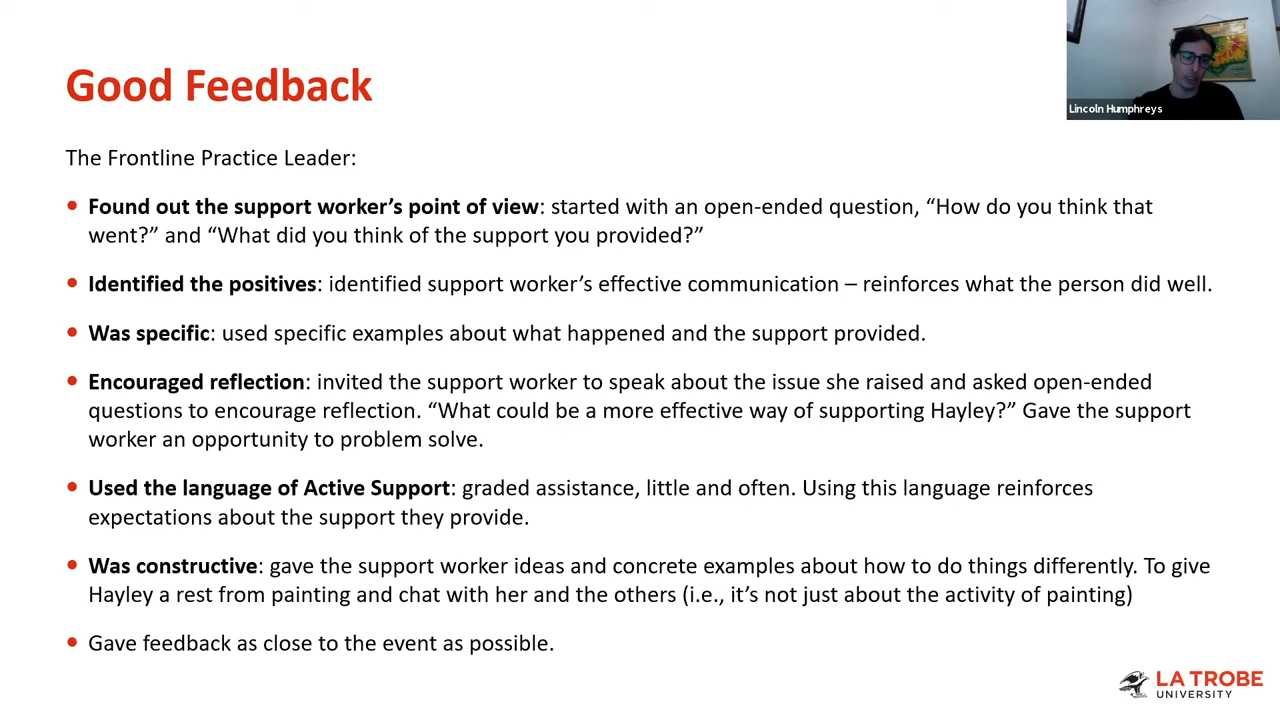 Good Feedback
Lincoln Humphreys
The Frontline Practice Leader:
• Found out the support worker’s point of view: started with an open-ended question, “How do you think that
went?” and “What did you think of the support you provided?”
• Identified the positives: identified support worker’s effective communication – reinforces what the person did well.
• Was specific: used specific examples about what happened and the support provided.
• Encouraged reflection: invited the support worker to speak about the issue she raised and asked open-ended
questions to encourage reflection. “What could be a more effective way of supporting Hayley?” Gave the support
worker an opportunity to problem solve.
• Used the language of Active Support: graded assistance, little and often. Using this language reinforces
expectations about the support they provide.
• Was constructive: gave the support worker ideas and concrete examples about how to do things differently. To give
Hayley a rest from painting and chat with her and the others (i.e., it’s not just about the activity of painting)
• Gave feedback as close to the event as possible.
LA TROBE
UNIVERSITY